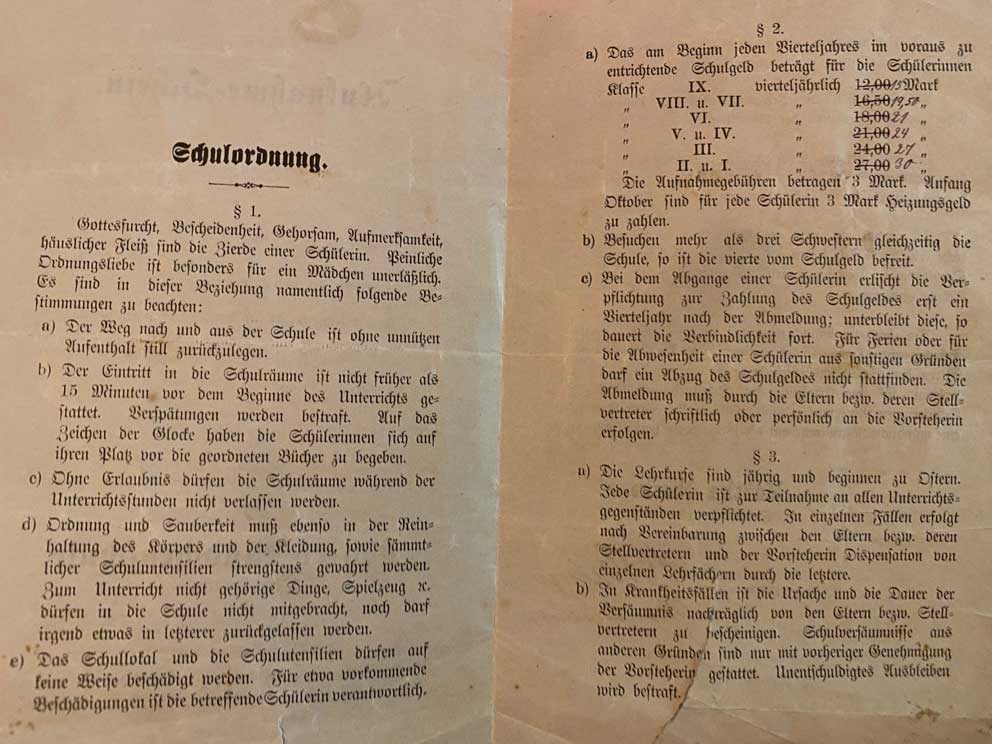 Schulordnung.
§ 1.
Gottesfurcht, Bescheidenheit, Gehorsam, Aufmerksamkeit,
häuslicher Fleiß sind die Zierde einer Schülerin. Peinliche
Ordnungsliebe ist besonders für ein Mädchen unerläßlich.
Es sind in dieser Beziehung namentlich folgende Be-
stimmungen zu beachten:
a) Der Weg nach und aus der Schule ist ohne unnützen
Aufenthalt still zurückzulegen.
b) Der Eintritt in die Schulräume ist nicht früher als
15 Minuten vor dem Beginne des Unterrichts ge-
stattet. Verspätungen werden bestraft. Auf das
Zeichen der Glocke haben die Schülerinnen sich auf
ihren Platz vor die geordneten Bücher zu begeben.
c) Ohne Erlaubnis dürfen die Schulräume während der
Unterrichtsstunden nicht verlassen werden.
d) Ordnung und Sauberkeit muß ebenso in der Rein-
haltung des Körpers und der Kleidung, sowie sämmt-
licher Schulutensilien strengstens gewahrt werden.
Zum Unterricht nicht gehörige Dinge, Spielzeug ꝛc.
dürfen in die Schule nicht mitgebracht, noch darf
irgend etwas in letzterer zurückgelassen werden.
e) Das Schullokal und die Schulutensilien dürfen auf
keine Weise beschädigt werden. Für etwa vorkommende
Beschädigungen ist die betreffende Schülerin verantwortlich.
§ 2.
a) Das am Beginn jeden Vierteljahres im voraus zu
entrichtende Schulgeld beträgt für die Schülerinnen
Klasse IX. vierteljährlich 12,00 15 Mark
„ VIII. u. VII. „ 16,50 19,50 „
„ VI. „ 18,00 21 „
„ V. u. IV. „ 21,00 24 „
„ III. „ 24,00 27 „
„ II. u. I. „ 27,00 30 „
Die Aufnahmegebühren betragen 3 Mark. Anfang
Oktober sind für jede Schülerin 3 Mark Heizungsgeld
zu zahlen.
b) Besuchen mehr als drei Schwestern gleichzeitig die
Schule, so ist die vierte vom Schulgeld befreit.
c) Bei dem Abgange einer Schülerin erlischt die Ver-
pflichtung zur Zahlung des Schulgeldes erst ein
Vierteljahr nach der Abmeldung; unterbleibt diese, so
dauert die Verbindlichkeit fort. Für Ferien oder für
die Abwesenheit einer Schülerin aus sonstigen Gründen
darf ein Abzug des Schulgeldes nicht stattfinden. Die
Abmeldung muß durch die Eltern bezw. deren Stell-
vertreter schriftlich oder persönlich an die Vorsteherin
erfolgen.
§ 3.
a) Die Lehrkurse sind jährig und beginnen zu Ostern.
Jede Schülerin ist zur Teilnahme an allen Unterrichts-
gegenständen verpflichtet. In einzelnen Fällen erfolgt
nach Vereinbarung zwischen den Eltern bezw. deren
Stellvertretern und der Vorsteherin Dispensation von
einzelnen Lehrfächern durch die letztere.
b) In Krankheitsfällen ist die Ursache und die Dauer der
Versäumnis nachträglich von den Eltern bezw. Stell-
vertretern zu bescheinigen. Schulversäumnisse aus
anderen Gründen sind nur mit vorheriger Genehmigung
der Vorsteherin gestattet. Unentschuldigtes Ausbleiben
wird bestraft.